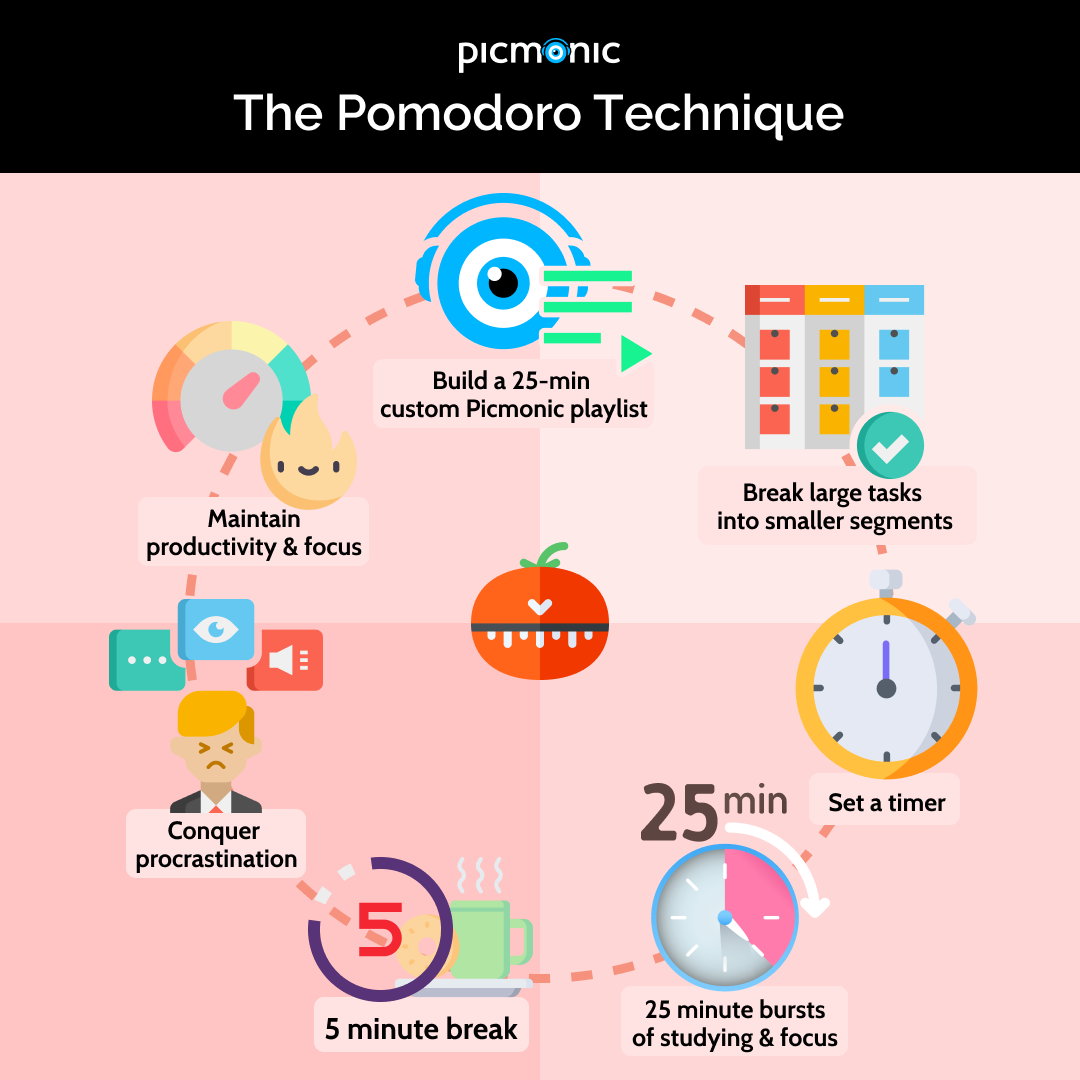 picmonic
The Pomodoro Technique
Build a 25-min
custom Picmonic playlist
Break large tasks
into smaller segments
Set a timer
25 min
25 minute bursts
of studying & focus
5
5 minute break
Conquer
procrastination
Maintain
productivity & focus